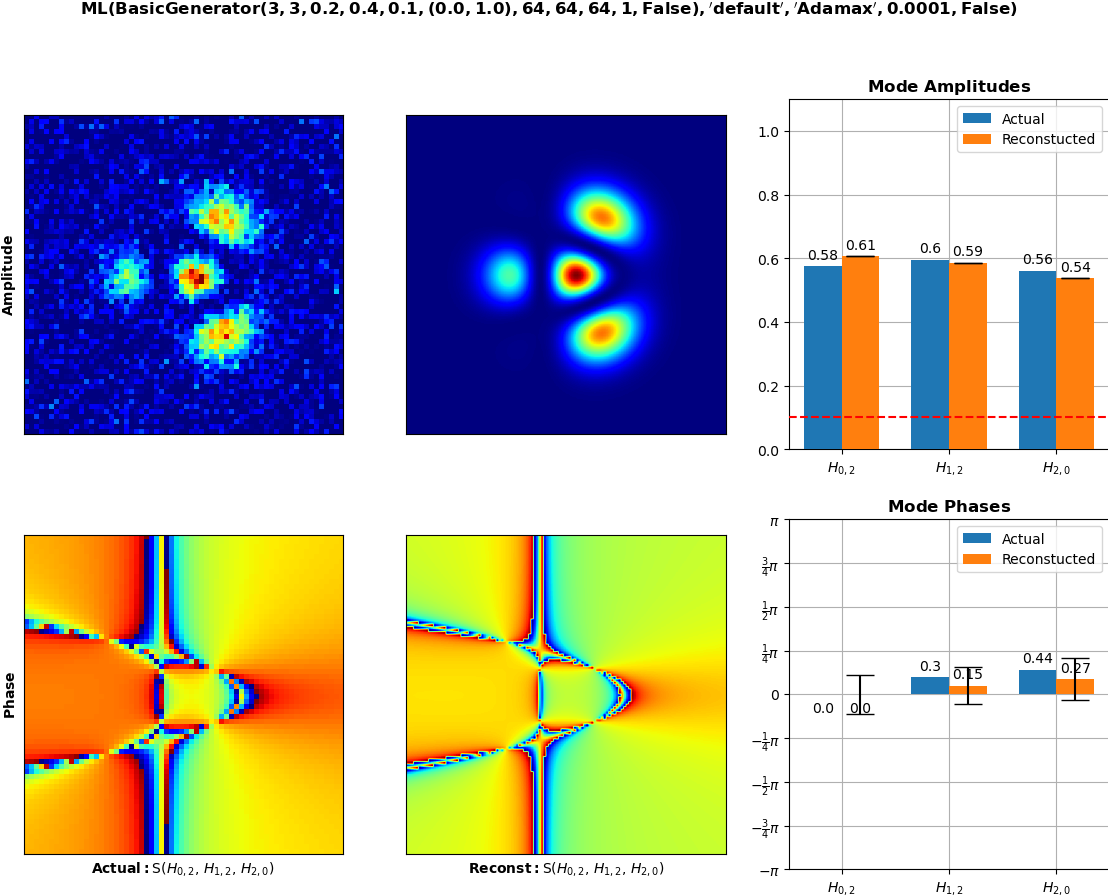 ML(BasicGenerator(3, 3, 0.2, 0.4, 0.1, (0.0, 1.0), 64, 64, 64, 1, False), ′default′, ′Adamax′, 0.0001, False)
Amplitude
Mode Amplitudes
Actual
Reconstucted
1.0
0.8
0.6
0.4
0.2
0.0
0.58
0.61
0.6
0.59
0.56
0.54
H0, 2
H1, 2
H2, 0
Phase
Actual: S(H0, 2, H1, 2, H2, 0)
Reconst: S(H0, 2, H1, 2, H2, 0)
Mode Phases
Actual
Reconstucted
π
3/4π
1/2π
1/4π
0
−1/4π
−1/2π
−3/4π
−π
0.0
0.0
0.3
0.15
0.44
0.27
H0, 2
H1, 2
H2, 0